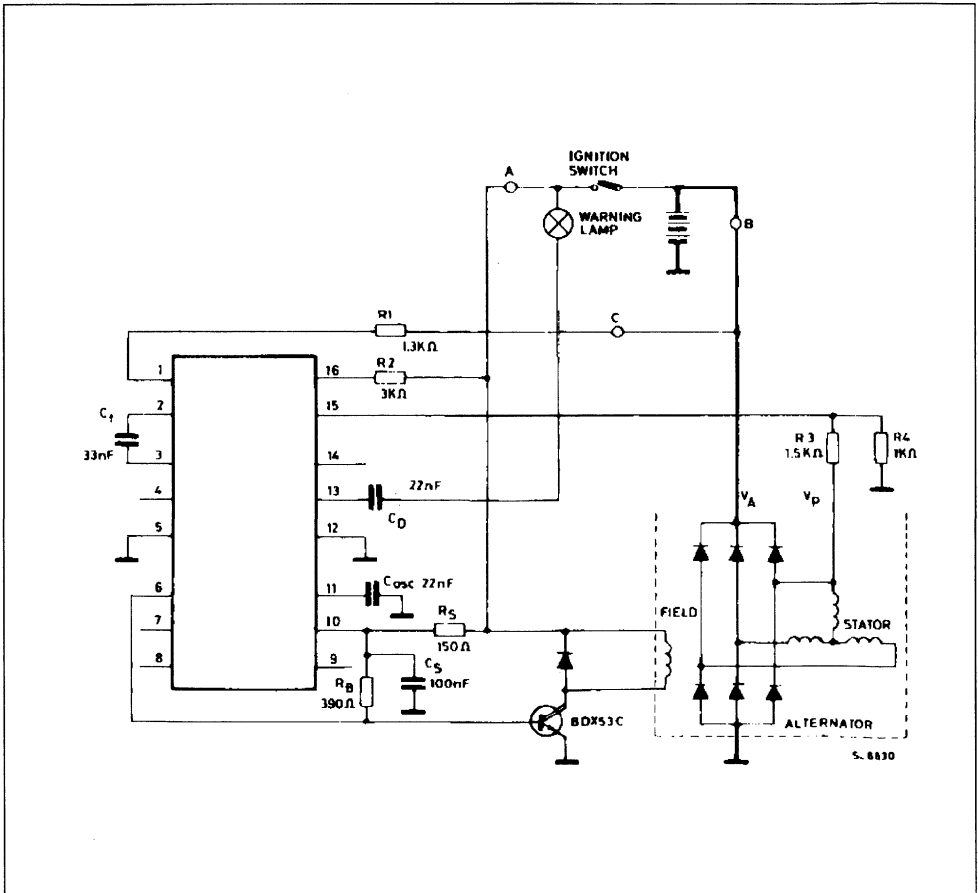 IGNITION
SWITCH
A
WARNING
LAMP
B
R1
1.3KΩ
C
1
16
R2
3KΩ
2
15
Cf
33nF
3
14
R3
1.5KΩ
R4
1KΩ
4
13
22nF
CD
VA
VP
5
12
6
11
Cosc 22nF
FIELD
STATOR
7
10
RS
150Ω
8
9
RB
390Ω
CS
100nF
BDX53C
ALTERNATOR
S-8830